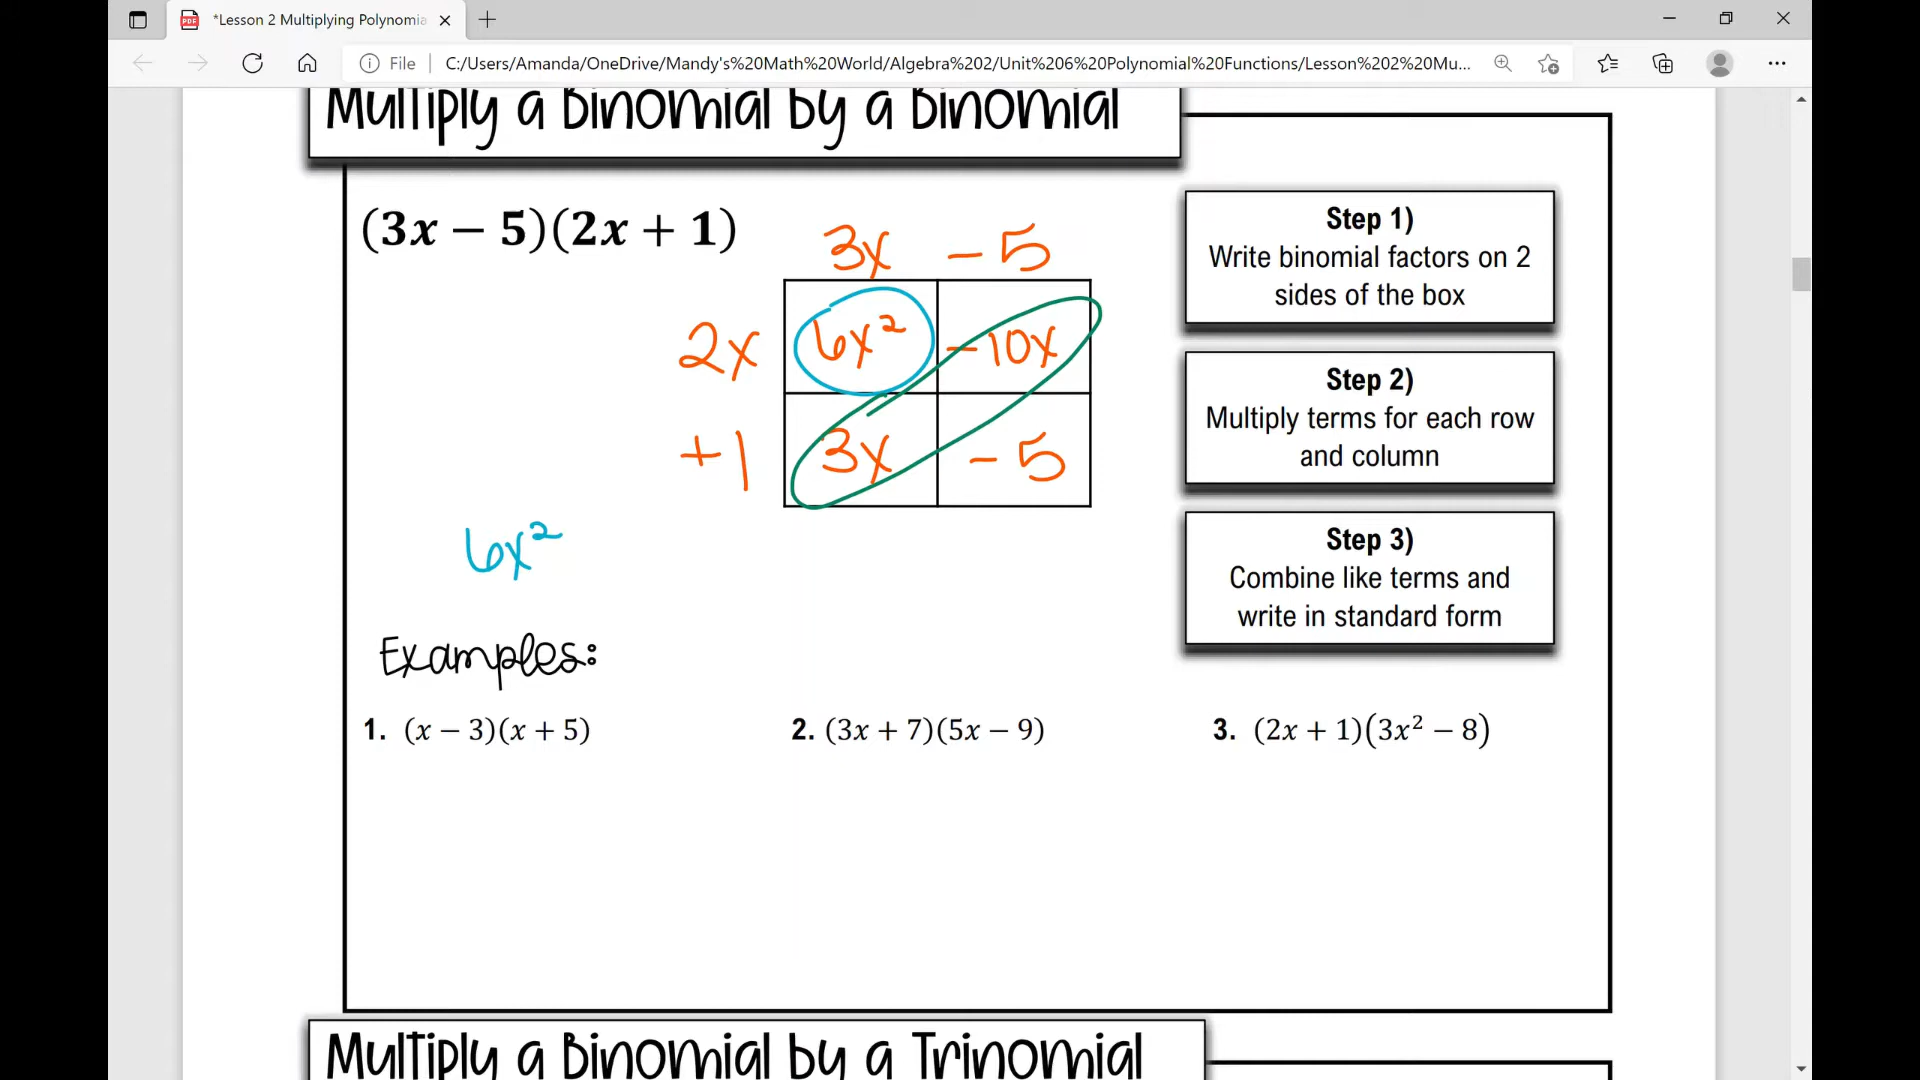 *Lesson 2 Multiplying Polynomia
File
C:/Users/Amanda/OneDrive/Mandy's%20Math%20World/Algebra%202/Unit%206%20Polynomial%20Functions/Lesson%202%20Mu...
Multiply a Binomial by a Binomial
(3x − 5)(2x + 1)
3x − 5
2x 6x² −10x
+1 3x −5
6x²
Step 1)
Write binomial factors on 2
sides of the box
Step 2)
Multiply terms for each row
and column
Step 3)
Combine like terms and
write in standard form
Examples:
1. (x − 3)(x + 5)
2. (3x + 7)(5x − 9)
3. (2x + 1)(3x² − 8)
Multiply a Binomial by a Trinomial